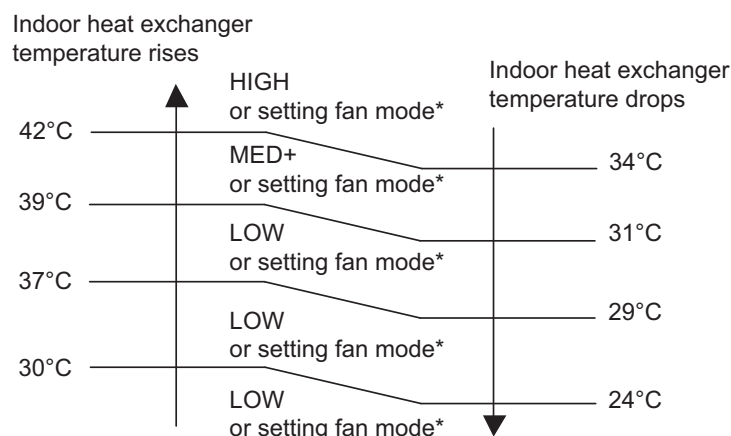 Indoor heat exchanger
temperature rises
Indoor heat exchanger
temperature drops
HIGH
or setting fan mode*
42°C
34°C
MED+
or setting fan mode*
39°C
31°C
LOW
or setting fan mode*
37°C
29°C
LOW
or setting fan mode*
30°C
24°C
LOW
or setting fan mode*